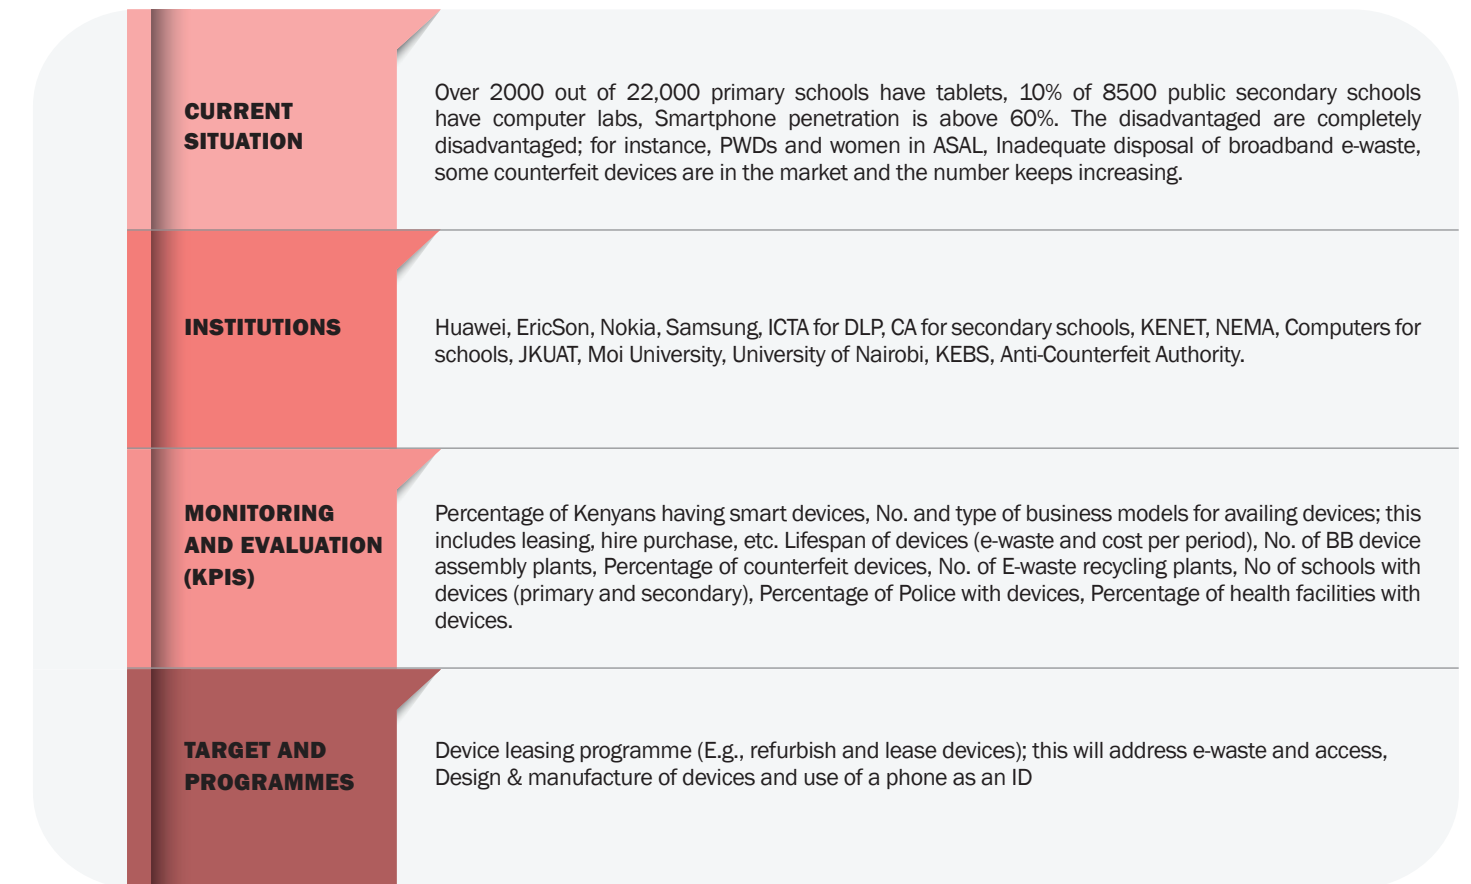 CURRENT
SITUATION
Over 2000 out of 22,000 primary schools have tablets, 10% of 8500 public secondary schools
have computer labs, Smartphone penetration is above 60%. The disadvantaged are completely
disadvantaged; for instance, PWDs and women in ASAL, Inadequate disposal of broadband e-waste,
some counterfeit devices are in the market and the number keeps increasing.
INSTITUTIONS
Huawei, EricSon, Nokia, Samsung, ICTA for DLP, CA for secondary schools, KENET, NEMA, Computers for
schools, JKUAT, Moi University, University of Nairobi, KEBS, Anti-Counterfeit Authority.
MONITORING
AND EVALUATION
(KPIS)
Percentage of Kenyans having smart devices, No. and type of business models for availing devices; this
includes leasing, hire purchase, etc. Lifespan of devices (e-waste and cost per period), No. of BB device
assembly plants, Percentage of counterfeit devices, No. of E-waste recycling plants, No of schools with
devices (primary and secondary), Percentage of Police with devices, Percentage of health facilities with
devices.
TARGET AND
PROGRAMMES
Device leasing programme (E.g., refurbish and lease devices); this will address e-waste and access,
Design & manufacture of devices and use of a phone as an ID